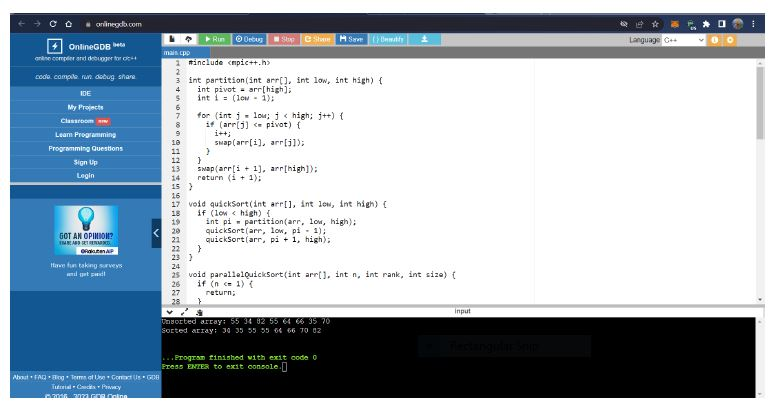 onlinegdb.com
OnlineGDB beta
online compiler and debugger for c/c++
code. compile. run. debug. share.
IDE
My Projects
Classroom new
Learn Programming
Programming Questions
Sign Up
Login
GOT AN OPINION?
SHARE AND GET REWARDED.
Rakuten AIP
Have fun taking surveys
and get paid!
About • FAQ • Blog • Terms of Use • Contact Us • GDB
Tutorial • Credits • Privacy
© 2016 - 2023 GDB Online
Run Debug Stop Share Save {} Beautify
Language C++
main.cpp
1 #include <mpic++.h>
2
3 int partition(int arr[], int low, int high) {
4 int pivot = arr[high];
5 int i = (low - 1);
6
7 for (int j = low; j < high; j++) {
8 if (arr[j] <= pivot) {
9 i++;
10 swap(arr[i], arr[j]);
11 }
12 }
13 swap(arr[i + 1], arr[high]);
14 return (i + 1);
15 }
16
17 void quickSort(int arr[], int low, int high) {
18 if (low < high) {
19 int pi = partition(arr, low, high);
20 quickSort(arr, low, pi - 1);
21 quickSort(arr, pi + 1, high);
22 }
23 }
24
25 void parallelQuickSort(int arr[], int n, int rank, int size) {
26 if (n <= 1) {
27 return;
28 }
input
Unsorted array: 55 34 82 55 64 66 35 70
Sorted array: 34 35 55 55 64 66 70 82
...Program finished with exit code 0
Press ENTER to exit console.
Rectangular Snip